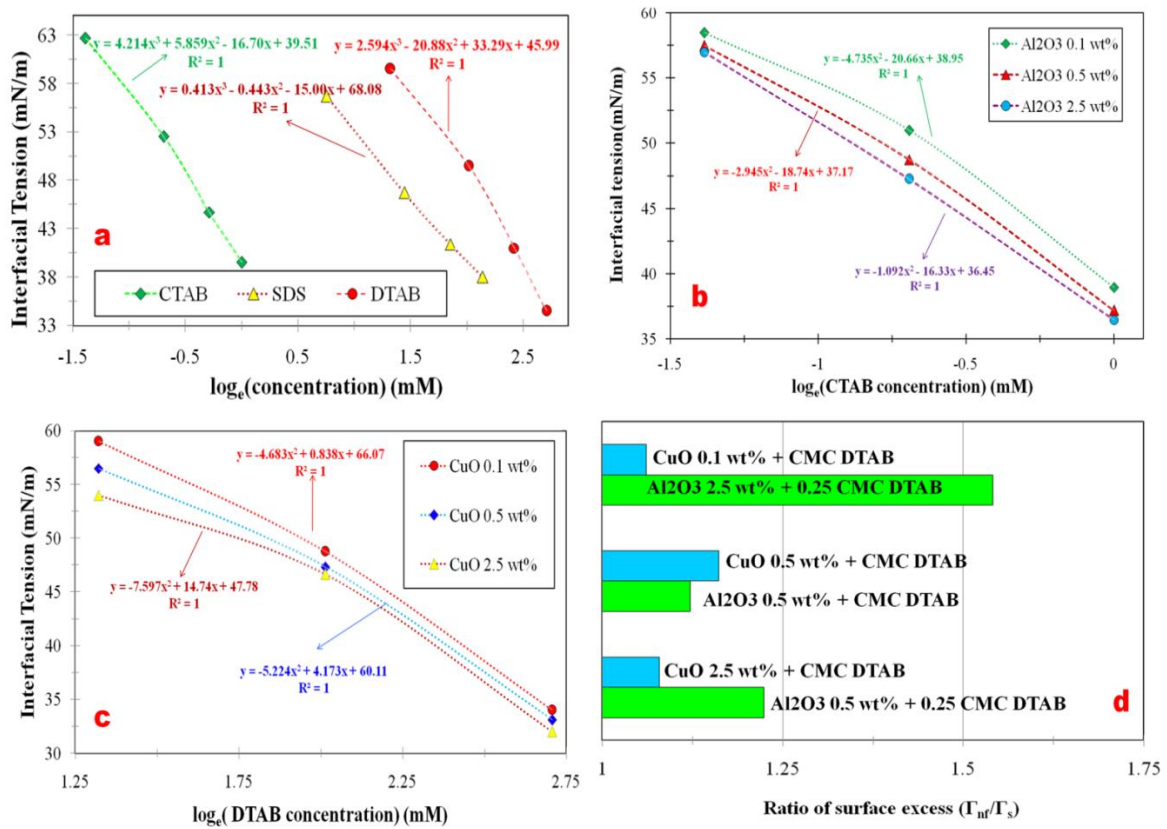 63
58
53
48
43
38
33
Interfacial Tension (mN/m)
y = 4.214x³ + 5.859x² - 16.70x + 39.51
R² = 1
y = 2.594x³ - 20.88x² + 33.29x + 45.99
R² = 1
y = 0.413x³ - 0.443x² - 15.00x + 68.08
R² = 1
a
CTAB SDS DTAB
-1.5 -0.5 0.5 1.5 2.5
logₑ(concentration) (mM)
60
55
50
45
40
35
Interfacial tension(mN/m)
y = -4.735x² - 20.66x + 38.95
R² = 1
Al2O3 0.1 wt%
Al2O3 0.5 wt%
Al2O3 2.5 wt%
y = -2.945x² - 18.74x + 37.17
R² = 1
y = -1.092x² - 16.33x + 36.45
R² = 1
b
-1.5 -1 -0.5 0
logₑ(CTAB concentration) (mM)
60
55
50
45
40
35
30
Interfacial Tension (mN/m)
y = -4.683x² + 0.838x + 66.07
R² = 1
CuO 0.1 wt%
CuO 0.5 wt%
CuO 2.5 wt%
y = -7.597x² + 14.74x + 47.78
R² = 1
y = -5.224x² + 4.173x + 60.11
R² = 1
c
1.25 1.75 2.25 2.75
logₑ( DTAB concentration) (mM)
CuO 0.1 wt% + CMC DTAB
Al2O3 2.5 wt% + 0.25 CMC DTAB
CuO 0.5 wt% + CMC DTAB
Al2O3 0.5 wt% + CMC DTAB
CuO 2.5 wt% + CMC DTAB
Al2O3 0.5 wt% + 0.25 CMC DTAB
d
1 1.25 1.5 1.75
Ratio of surface excess (Γnf/Γs)